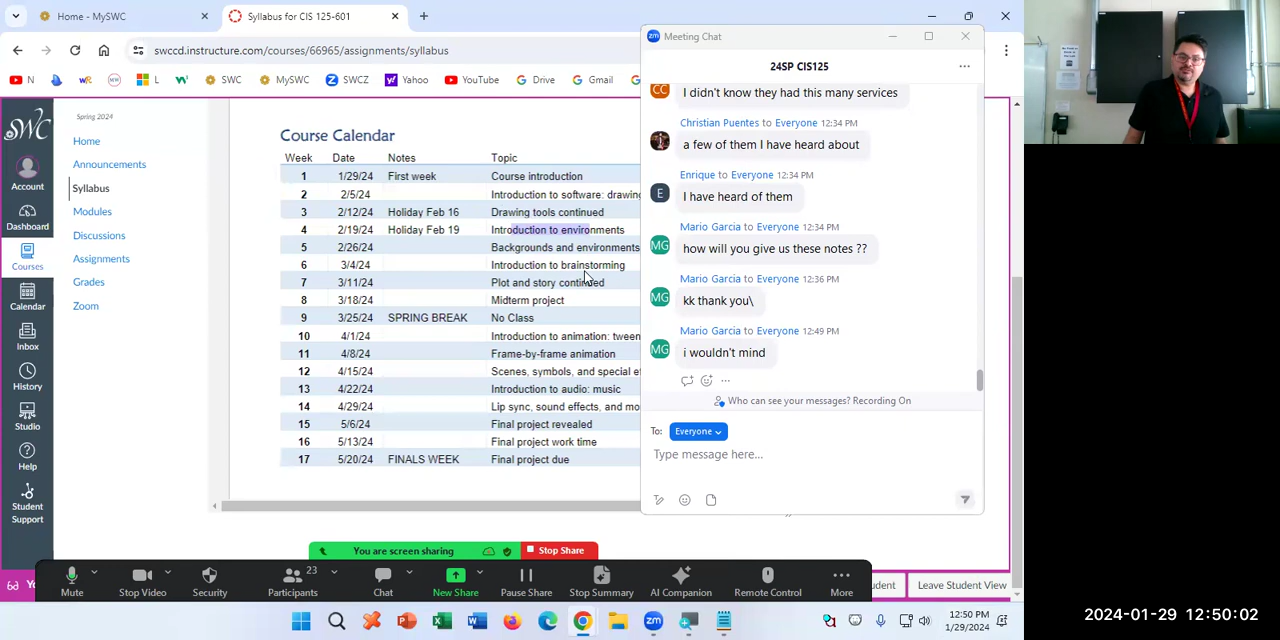 Home - MySWC
Syllabus for CIS 125-601
swccd.instructure.com/courses/66965/assignments/syllabus
N
L
SWC
MySWC
SWCZ
Yahoo
Youtube
G Drive
Gmail
swc
Account
Dashboard
Courses
Calendar
Inbox
History
Studio
Help
Student
Support
Spring 2024
Home
Announcements
Syllabus
Modules
Discussions
Assignments
Grades
Zoom
Course Calendar
Week Date Notes Topic
1 1/29/24 First week Course introduction
2 2/5/24 Introduction to software: drawing
3 2/12/24 Holiday Feb 16 Drawing tools continued
4 2/19/24 Holiday Feb 19 Introduction to environments
5 2/26/24 Backgrounds and environments
6 3/4/24 Introduction to brainstorming
7 3/11/24 Plot and story continued
8 3/18/24 Midterm project
9 3/25/24 SPRING BREAK No Class
10 4/1/24 Introduction to animation: tween
11 4/8/24 Frame-by-frame animation
12 4/15/24 Scenes, symbols, and special ef
13 4/22/24 Introduction to audio: music
14 4/29/24 Lip sync, sound effects, and mo
15 5/6/24 Final project revealed
16 5/13/24 Final project work time
17 5/20/24 FINALS WEEK Final project due
zm Meeting Chat
24SP CIS125
CC I didn't know they had this many services
Christian Puentes to Everyone 12:34 PM
a few of them I have heard about
Enrique to Everyone 12:34 PM
E I have heard of them
Mario Garcia to Everyone 12:34 PM
MG how will you give us these notes ??
Mario Garcia to Everyone 12:36 PM
MG kk thank you\
Mario Garcia to Everyone 12:49 PM
MG i wouldn't mind
Who can see your messages? Recording On
To: Everyone
Type message here...
You are screen sharing
Stop Share
Mute
Stop Video
Security
23
Participants
Chat
New Share
Pause Share
Stop Summary
AI Companion
Remote Control
More
Yo
udent
Leave Student View
12:50 PM
1/29/2024
2024-01-29 12:50:02